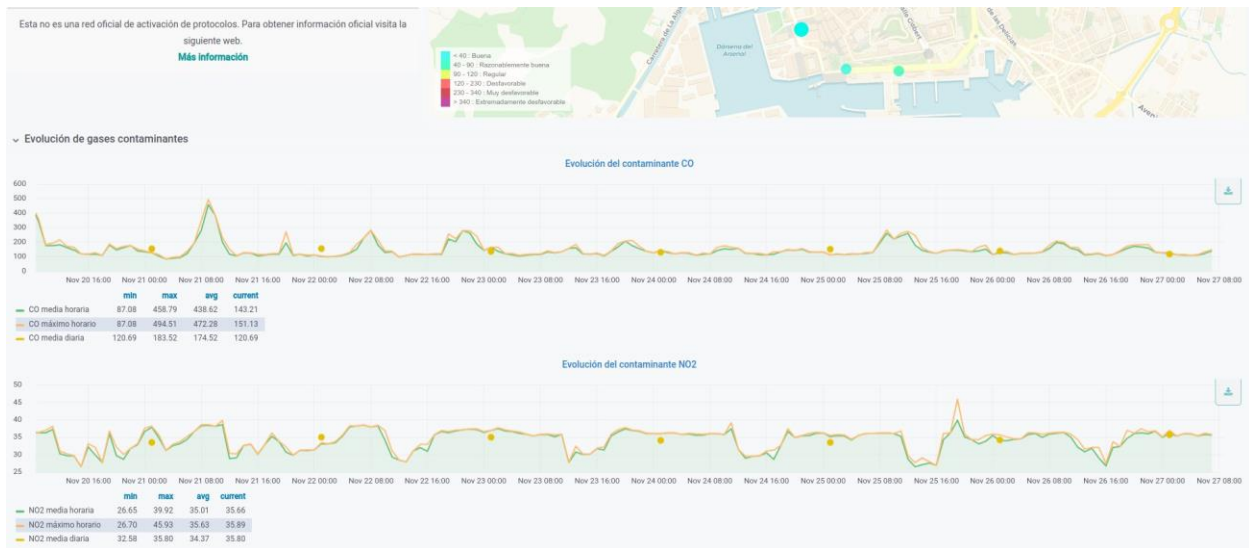 Esta no es una red oficial de activación de protocolos. Para obtener información oficial visita la
siguiente web.
Más información
< 40 : Buena
40 - 90 : Razonablemente buena
90 - 120 : Regular
120 - 230 : Desfavorable
230 - 340 : Muy desfavorable
> 340 : Extremadamente desfavorable
Dársena del
Arsenal
Evolución de gases contaminantes
Evolución del contaminante CO
600
500
400
300
200
100
0
Nov 20 16:00 Nov 21 00:00 Nov 21 08:00 Nov 21 16:00 Nov 22 00:00 Nov 22 08:00 Nov 22 16:00 Nov 23 00:00 Nov 23 08:00 Nov 23 16:00 Nov 24 00:00 Nov 24 08:00 Nov 24 16:00 Nov 25 00:00 Nov 25 08:00 Nov 25 16:00 Nov 26 00:00 Nov 26 08:00 Nov 26 16:00 Nov 27 00:00 Nov 27 08:00
min max avg current
CO media horaria 87.08 458.79 438.62 143.21
CO máximo horario 87.08 494.51 472.28 151.13
CO media diaria 120.69 183.52 174.52 120.69
Evolución del contaminante NO2
50
45
40
35
30
25
Nov 20 16:00 Nov 21 00:00 Nov 21 08:00 Nov 21 16:00 Nov 22 00:00 Nov 22 08:00 Nov 22 16:00 Nov 23 00:00 Nov 23 08:00 Nov 23 16:00 Nov 24 00:00 Nov 24 08:00 Nov 24 16:00 Nov 25 00:00 Nov 25 08:00 Nov 25 16:00 Nov 26 00:00 Nov 26 08:00 Nov 26 16:00 Nov 27 00:00 Nov 27 08:00
min max avg current
NO2 media horaria 26.65 39.92 35.01 35.66
NO2 máximo horario 26.70 45.93 35.63 35.89
NO2 media diaria 32.58 35.80 34.37 35.80